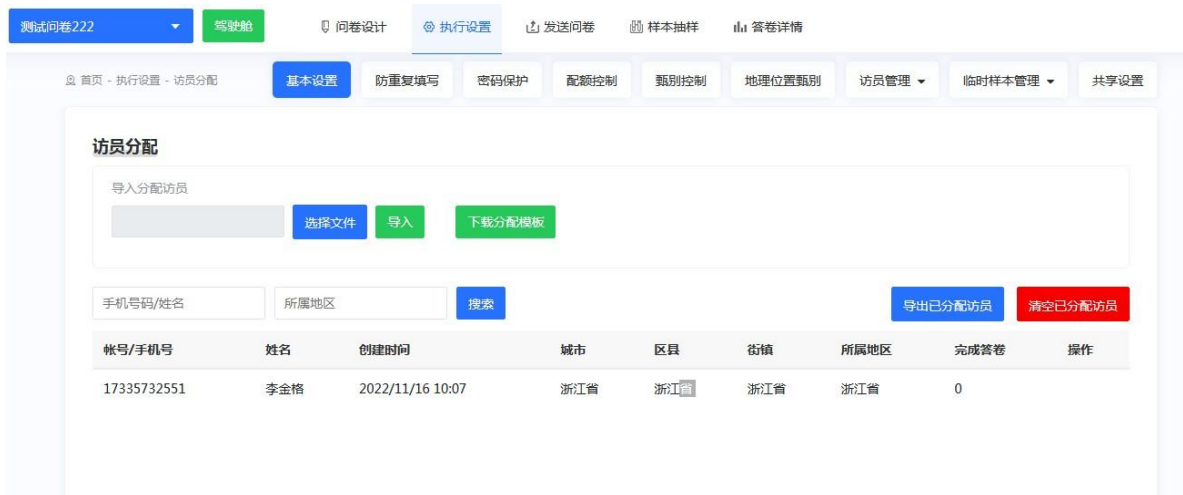 测试问卷222 驾驶舱 问卷设计 执行设置 发送问卷 样本抽样 答卷详情
首页 - 执行设置 - 访员分配 基本设置 防重复填写 密码保护 配额控制 甄别控制 地理位置甄别 访员管理 临时样本管理 共享设置
访员分配
导入分配访员
选择文件 导入 下载分配模板
手机号码/姓名 所属地区 搜索 导出已分配访员 清空已分配访员
帐号/手机号 姓名 创建时间 城市 区县 街镇 所属地区 完成答卷 操作
17335732551 李金格 2022/11/16 10:07 浙江省 浙江省 浙江省 浙江省 0